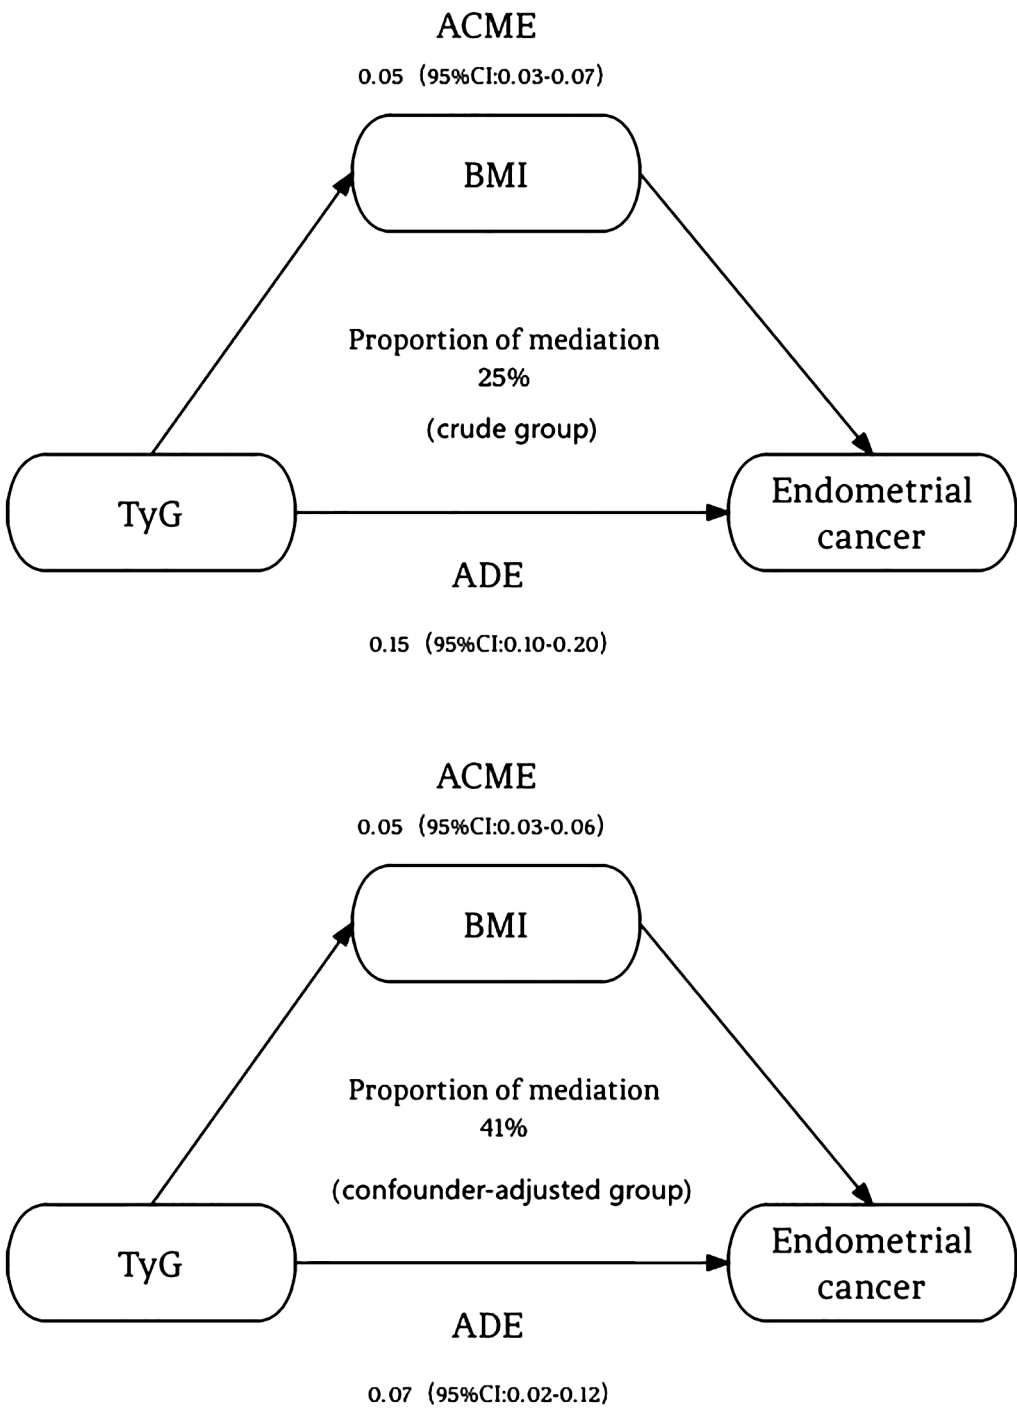 ACME
0.05 (95%CI:0.03-0.07)
BMI
Proportion of mediation
25%
(crude group)
TyG
Endometrial
cancer
ADE
0.15 (95%CI:0.10-0.20)
ACME
0.05 (95%CI:0.03-0.06)
BMI
Proportion of mediation
41%
(confounder-adjusted group)
TyG
Endometrial
cancer
ADE
0.07 (95%CI:0.02-0.12)